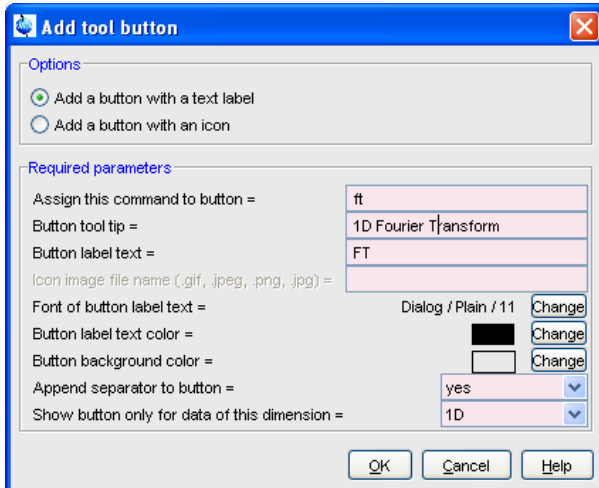 Add tool button
Options
Add a button with a text label
Add a button with an icon
Required parameters
Assign this command to button = ft
Button tool tip = 1D Fourier Transform
Button label text = FT
Icon image file name (.gif, .jpeg, .png, .jpg) =
Font of button label text = Dialog / Plain / 11 Change
Button label text color = Change
Button background color = Change
Append separator to button = yes
Show button only for data of this dimension = 1D
OK Cancel Help